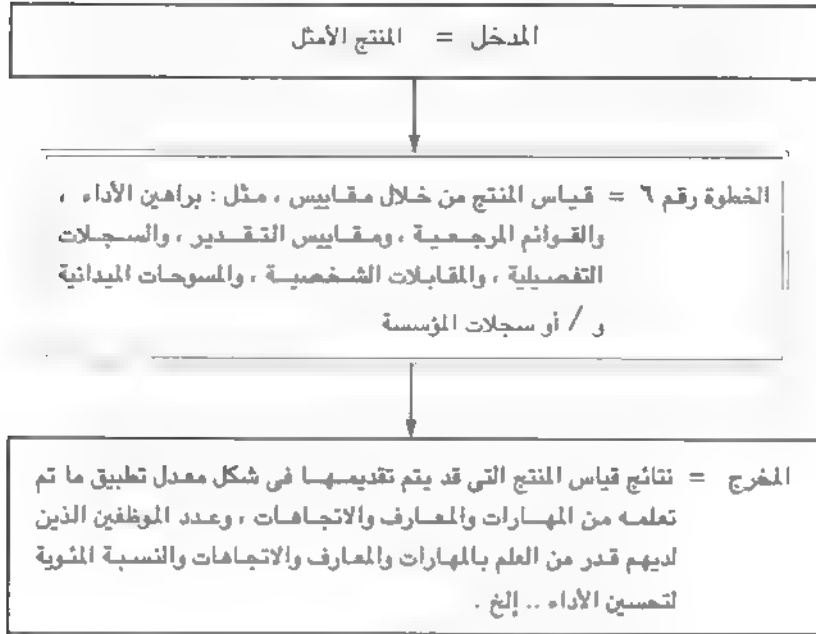 المدخل = المنتج الأمثل
الخطوة رقم ٦ = قياس المنتج من خلال مقاييس ، مثل : براهين الأداء ،
والقوائم المرجعية ، ومقاييس التقدير ، والسجلات
التفصيلية ، والمقابلات الشخصية ، والمسوحات الميدانية
و / أو سجلات المؤسسة
المخرج = نتائج قياس المنتج التي قد يتم تقديمها في شكل معدل تطبيق ما تم
تعلمه من المهارات والمعارف والاتجاهات ، وعدد الموظفين الذين
لديهم قدر من العلم بالمهارات والمعارف والاتجاهات والنسبة المئوية
لتحسين الأداء .. إلخ .